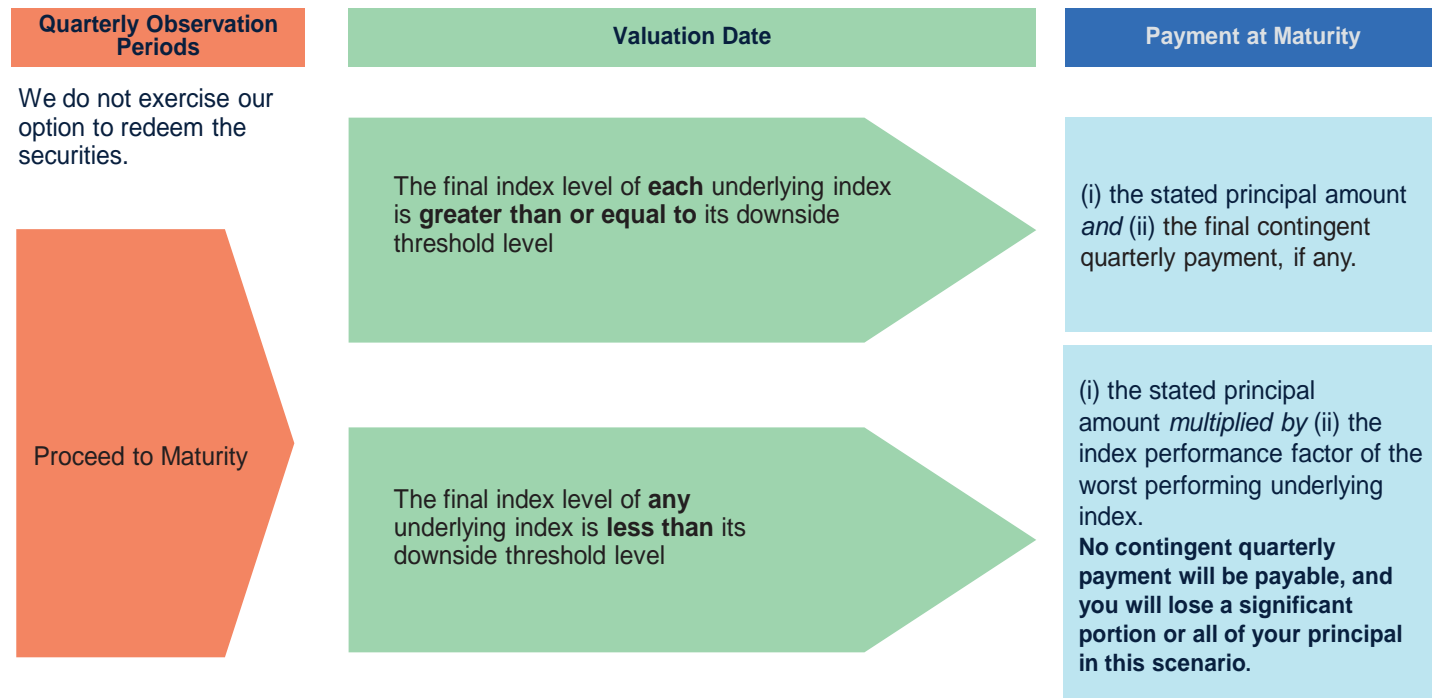 Quarterly Observation
Periods
Valuation Date
Payment at Maturity
We do not exercise our
option to redeem the
securities.
Proceed to Maturity
The final index level of each underlying index
is greater than or equal to its downside
threshold level
(i) the stated principal amount
and (ii) the final contingent
quarterly payment, if any.
The final index level of any
underlying index is less than its
downside threshold level
(i) the stated principal
amount multiplied by (ii) the
index performance factor of the
worst performing underlying
index.
No contingent quarterly
payment will be payable, and
you will lose a significant
portion or all of your principal
in this scenario.